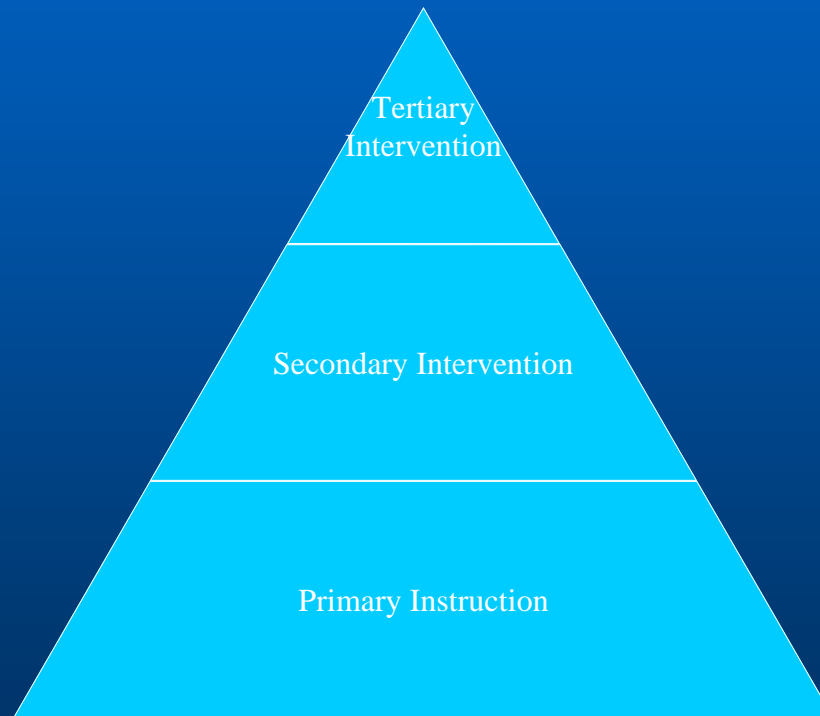 Tertiary
Intervention
Secondary Intervention
Primary Instruction